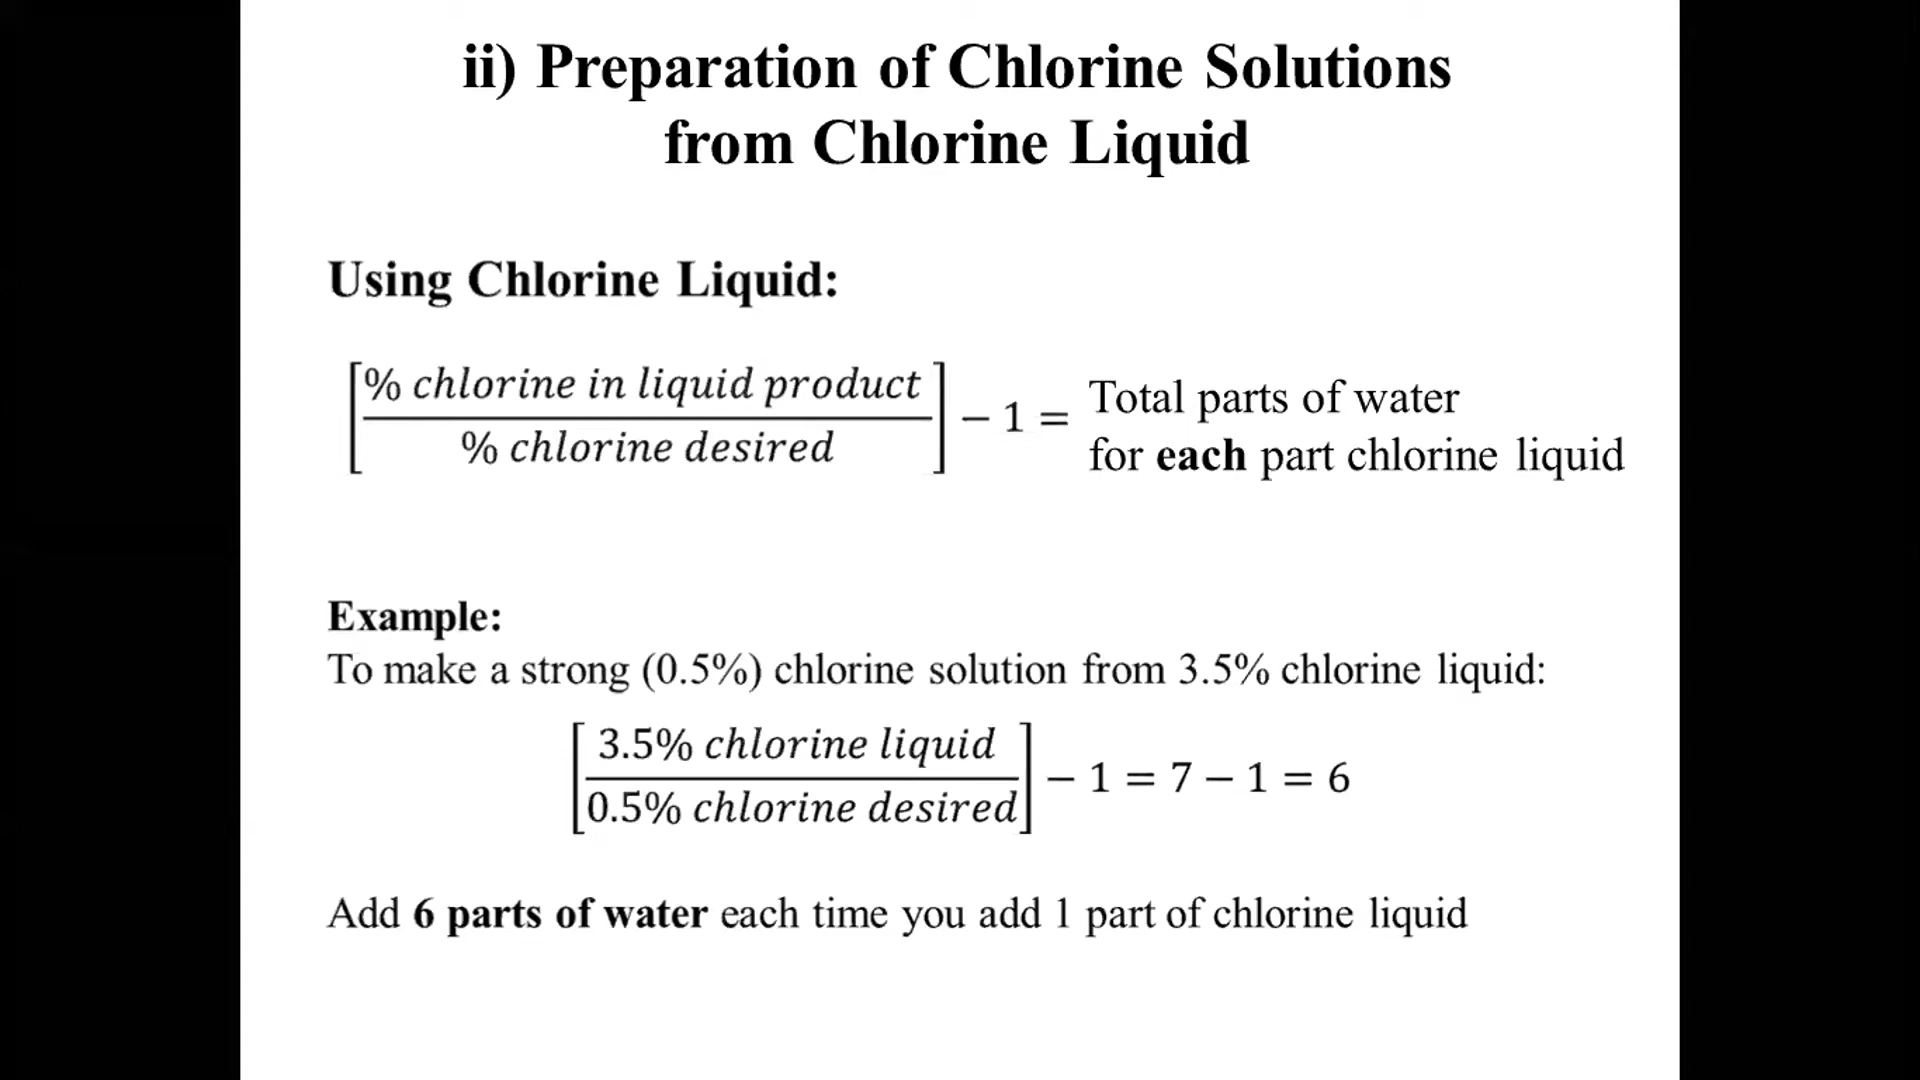 ii) Preparation of Chlorine Solutions
from Chlorine Liquid
Using Chlorine Liquid:
[% chlorine in liquid product / % chlorine desired] − 1 = Total parts of water
for each part chlorine liquid
Example:
To make a strong (0.5%) chlorine solution from 3.5% chlorine liquid:
[3.5% chlorine liquid / 0.5% chlorine desired] − 1 = 7 − 1 = 6
Add 6 parts of water each time you add 1 part of chlorine liquid